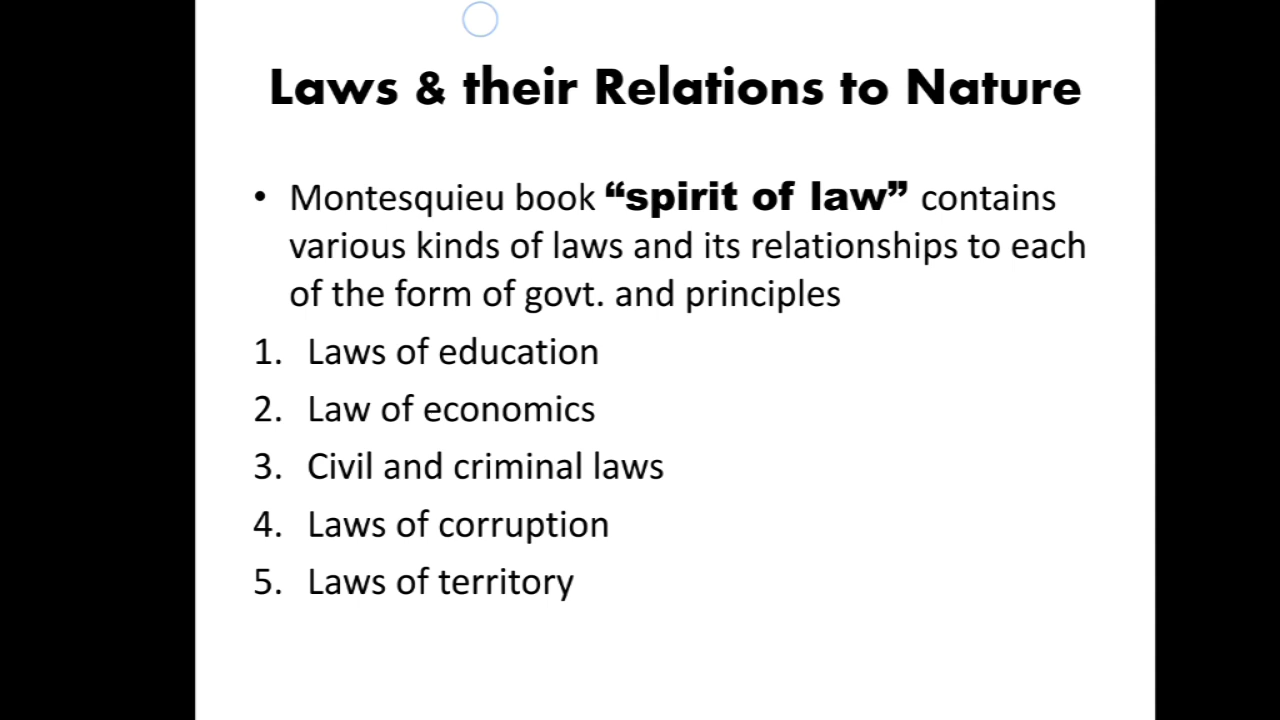 Laws & their Relations to Nature
• Montesquieu book “spirit of law” contains
various kinds of laws and its relationships to each
of the form of govt. and principles
1. Laws of education
2. Law of economics
3. Civil and criminal laws
4. Laws of corruption
5. Laws of territory